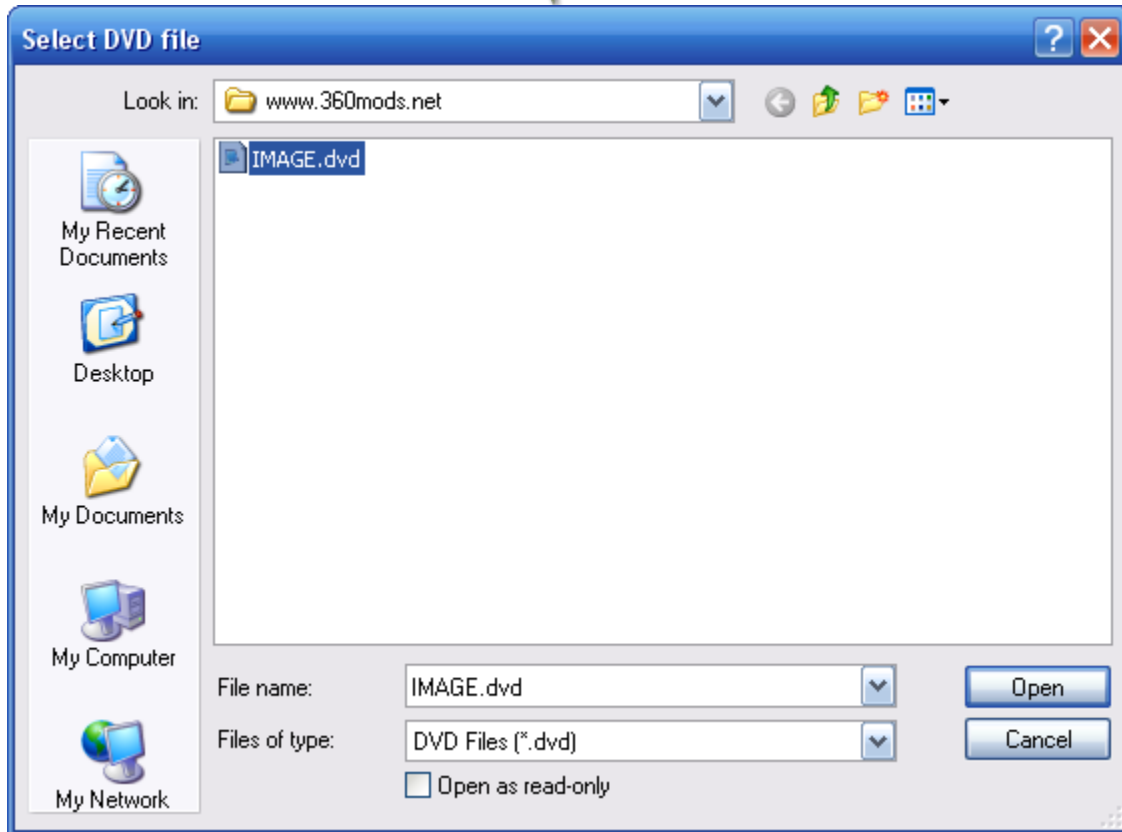 Select DVD file
Look in: www.360mods.net
IMAGE.dvd
My Recent
Documents
Desktop
My Documents
My Computer
My Network
File name: IMAGE.dvd Open
Files of type: DVD Files (*.dvd) Cancel
Open as read-only